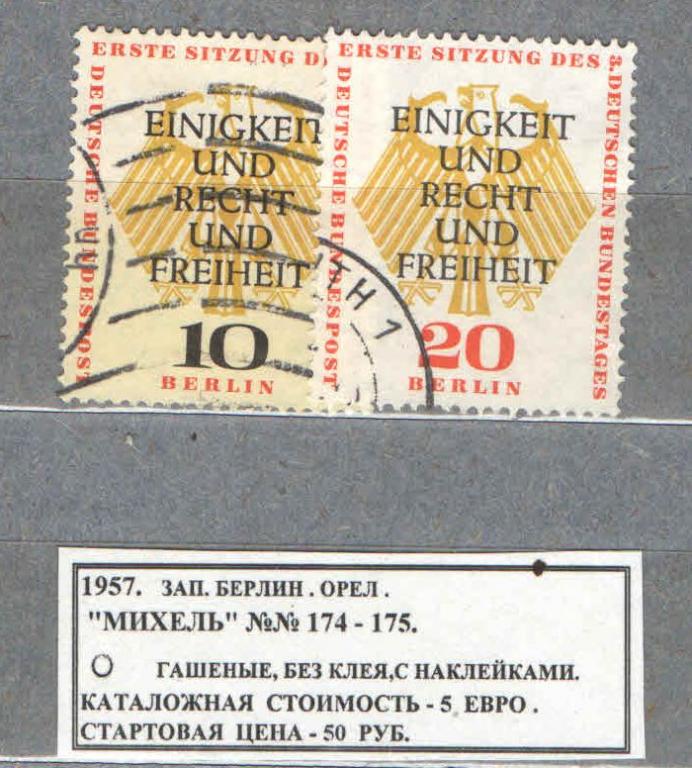 ERSTE SITZUNG D
DEUTSCHE BUNDESPOST
EINIGKEIT
UND
RECHT
UND
FREIHEIT
10
BERLIN
ERSTE SITZUNG DES 3. DEUTSCHEN BUNDESTAGES
DEUTSCHE BUNDESPOST
EINIGKEIT
UND
RECHT
UND
FREIHEIT
20
BERLIN
1957. ЗАП. БЕРЛИН . ОРЕЛ .
"МИХЕЛЬ" №№ 174 - 175.
О ГАШЕНЫЕ, БЕЗ КЛЕЯ,С НАКЛЕЙКАМИ.
КАТАЛОЖНАЯ СТОИМОСТЬ - 5 ЕВРО .
СТАРТОВАЯ ЦЕНА - 50 РУБ.